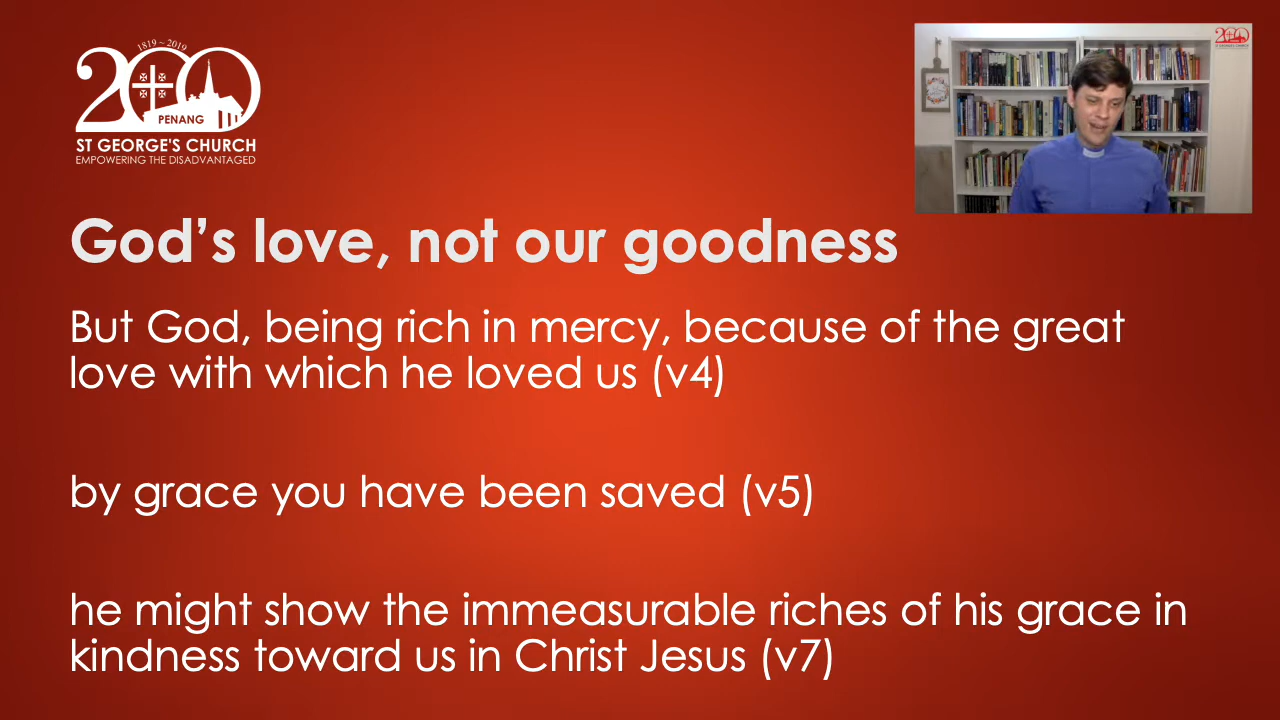 1819 ~ 2019
200
PENANG
ST GEORGE'S CHURCH
EMPOWERING THE DISADVANTAGED
God’s love, not our goodness
But God, being rich in mercy, because of the great
love with which he loved us (v4)
by grace you have been saved (v5)
he might show the immeasurable riches of his grace in
kindness toward us in Christ Jesus (v7)